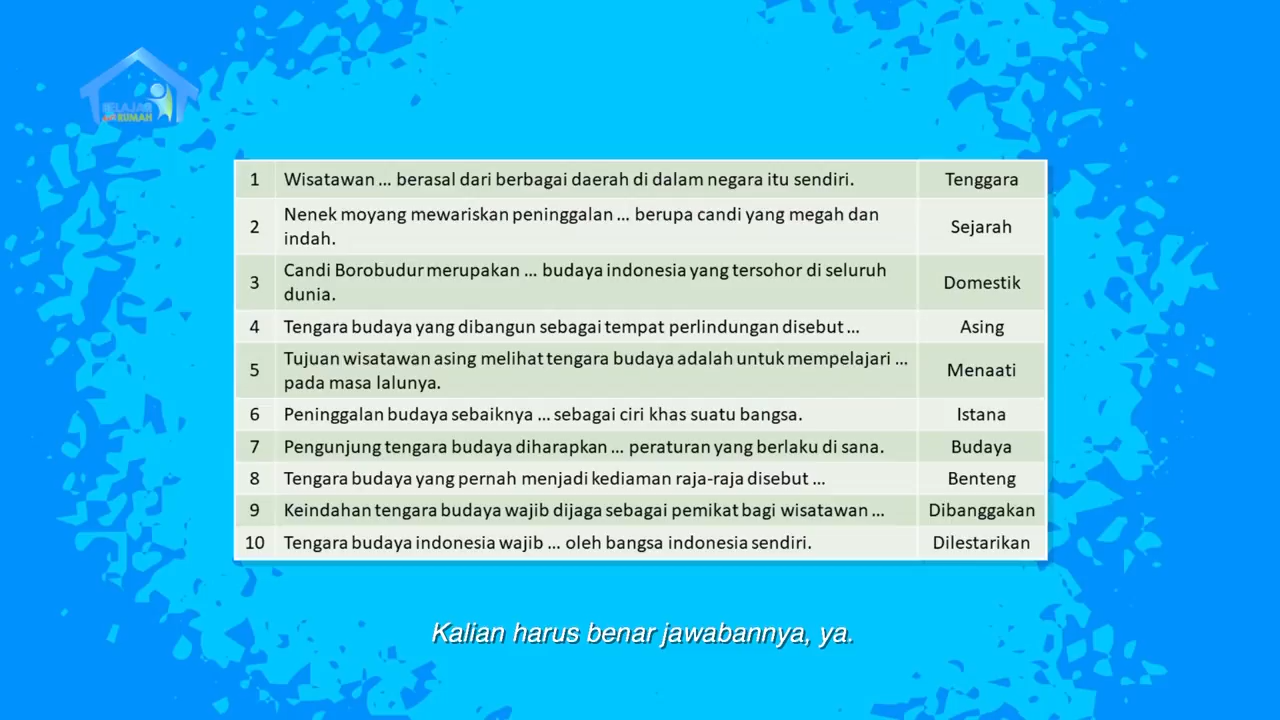 BELAJAR
dari RUMAH
1 Wisatawan ... berasal dari berbagai daerah di dalam negara itu sendiri. Tenggara
2 Nenek moyang mewariskan peninggalan ... berupa candi yang megah dan
indah. Sejarah
3 Candi Borobudur merupakan ... budaya indonesia yang tersohor di seluruh
dunia. Domestik
4 Tengara budaya yang dibangun sebagai tempat perlindungan disebut ... Asing
5 Tujuan wisatawan asing melihat tengara budaya adalah untuk mempelajari ...
pada masa lalunya. Menaati
6 Peninggalan budaya sebaiknya ... sebagai ciri khas suatu bangsa. Istana
7 Pengunjung tengara budaya diharapkan ... peraturan yang berlaku di sana. Budaya
8 Tengara budaya yang pernah menjadi kediaman raja-raja disebut ... Benteng
9 Keindahan tengara budaya wajib dijaga sebagai pemikat bagi wisatawan ... Dibanggakan
10 Tengara budaya indonesia wajib ... oleh bangsa indonesia sendiri. Dilestarikan
Kalian harus benar jawabannya, ya.